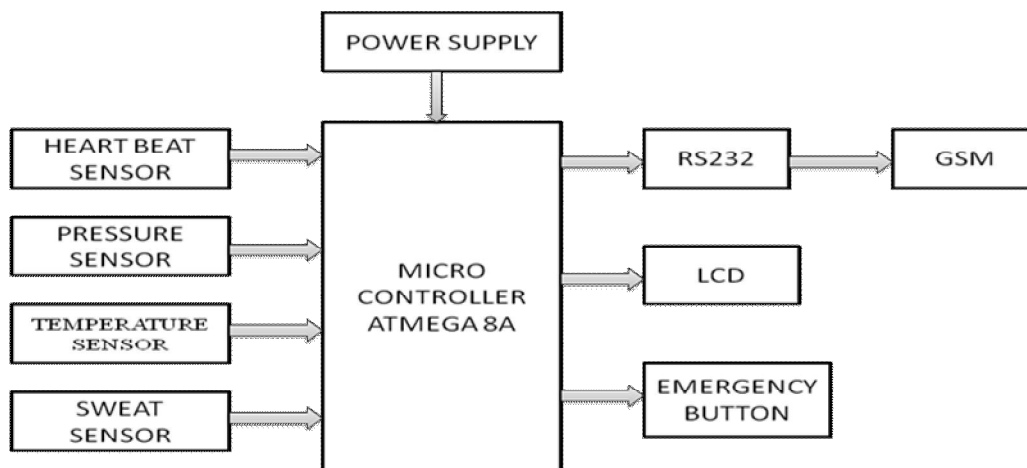 POWER SUPPLY
HEART BEAT
SENSOR
PRESSURE
SENSOR
TEMPERATURE
SENSOR
SWEAT
SENSOR
MICRO
CONTROLLER
ATMEGA 8A
RS232
GSM
LCD
EMERGENCY
BUTTON